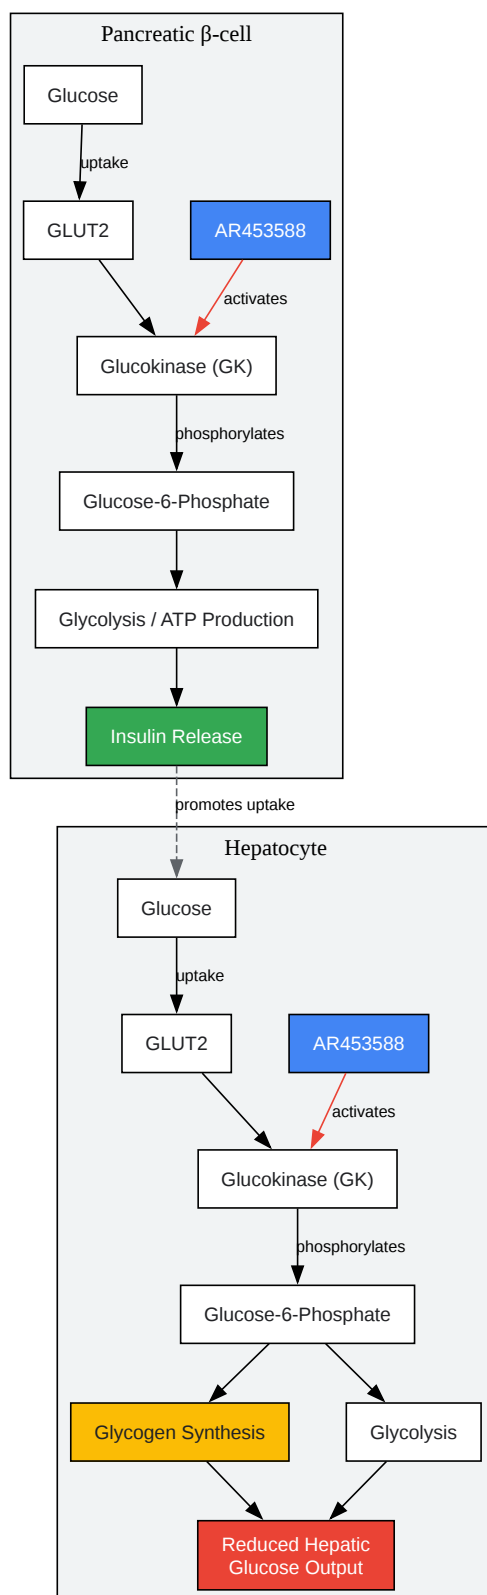 Pancreatic β-cell
Glucose
uptake
GLUT2
AR453588
activates
Glucokinase (GK)
phosphorylates
Glucose-6-Phosphate
Glycolysis / ATP Production
Insulin Release
promotes uptake
Hepatocyte
Glucose
uptake
GLUT2
AR453588
activates
Glucokinase (GK)
phosphorylates
Glucose-6-Phosphate
Glycogen Synthesis
Glycolysis
Reduced Hepatic
Glucose Output